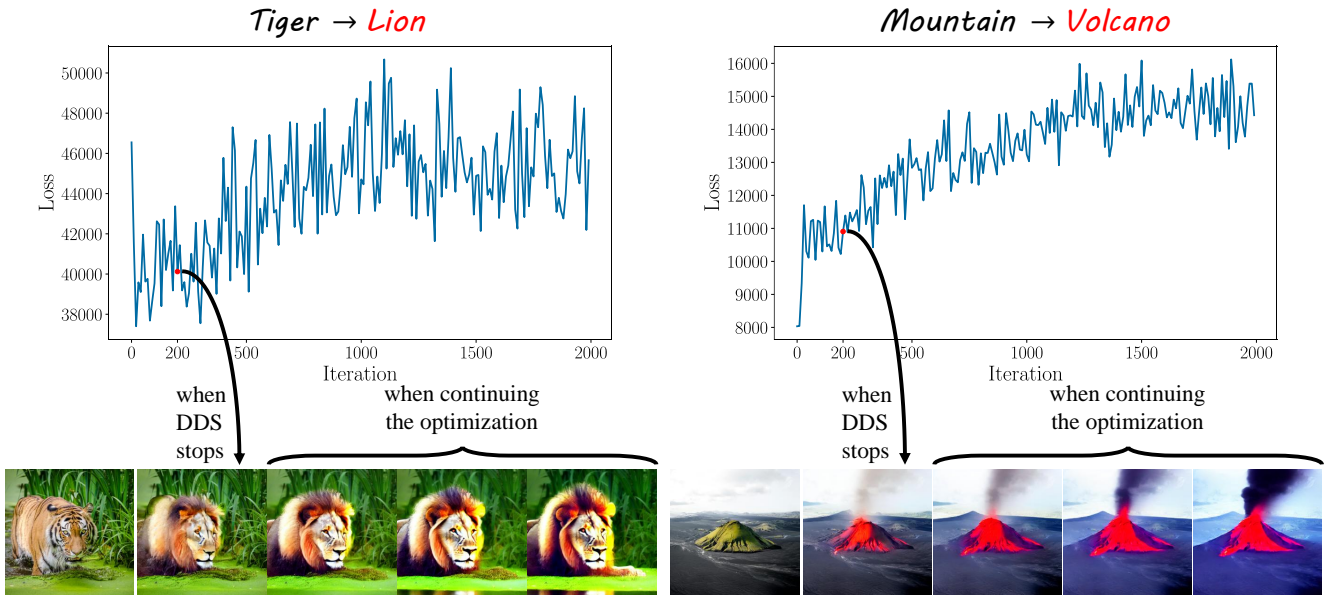 Tiger → Lion
50000
48000
46000
44000
42000
40000
38000
Loss
0 200 500 1000 1500 2000
Iteration
when
DDS
stops
when continuing
the optimization
Mountain → Volcano
16000
15000
14000
13000
12000
11000
10000
9000
8000
Loss
0 200 500 1000 1500 2000
Iteration
when
DDS
stops
when continuing
the optimization